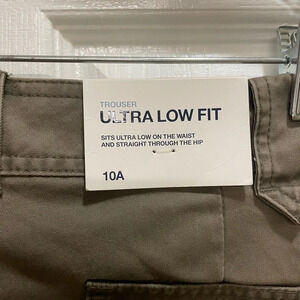 TROUSER
ULTRA LOW FIT
SITS ULTRA LOW ON THE WAIST
AND STRAIGHT THROUGH THE HIP
10A